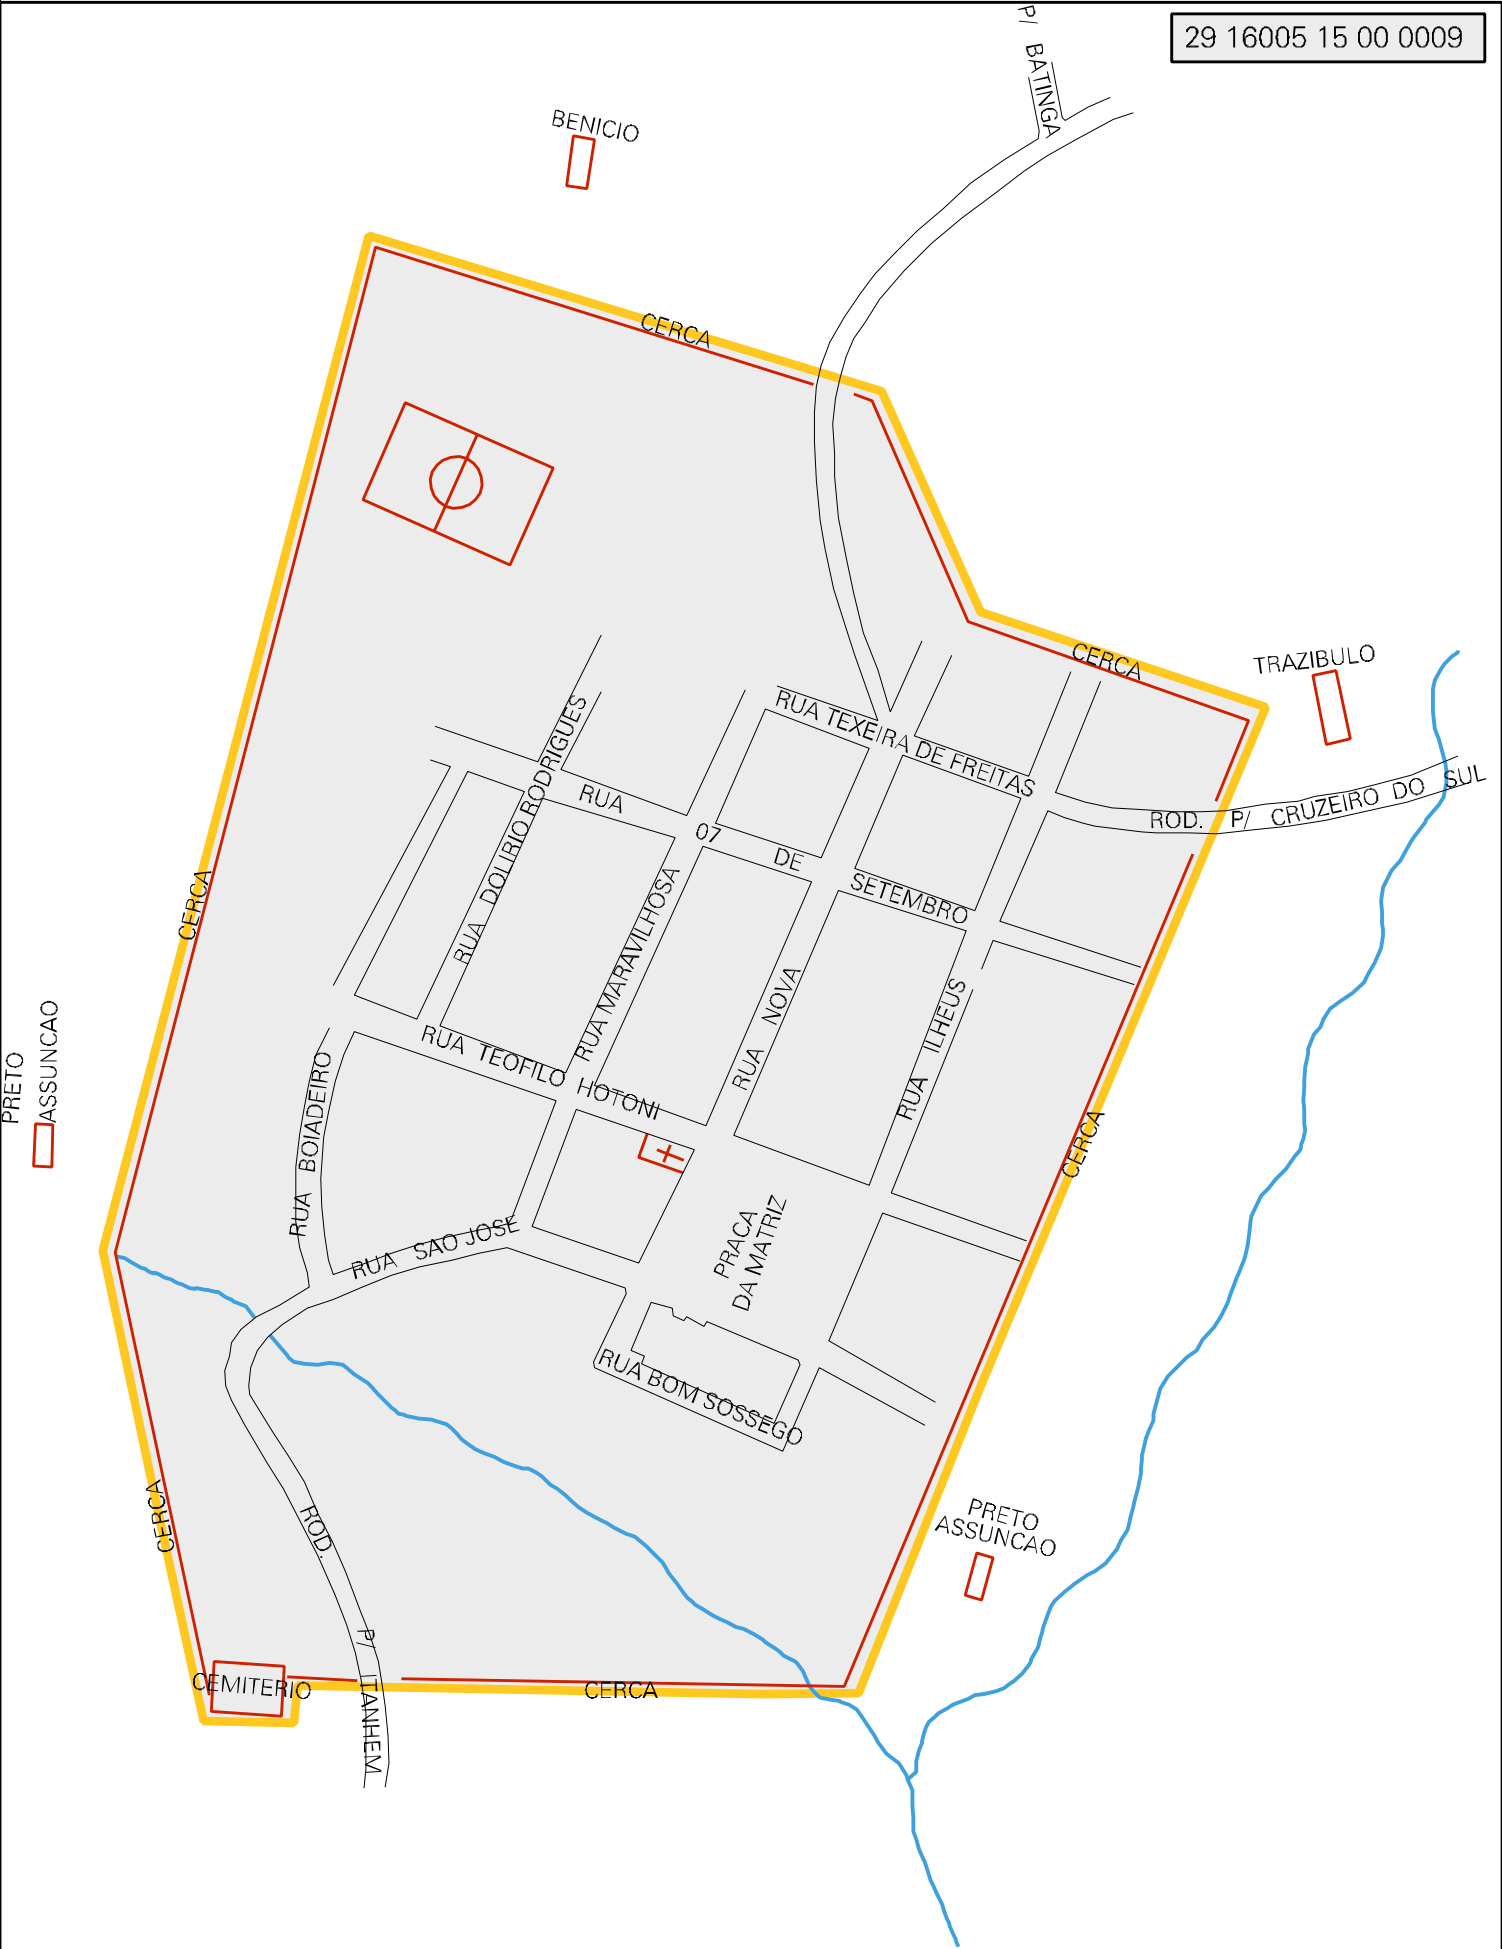 P/ BATINGA
29 16005 15 00 0009
BENICIO
CERCA
CERCA
TRAZIBULO
RUA TEXEIRA DE FREITAS
ROD. P/ CRUZEIRO DO SUL
RUA DOLIRIO RODRIGUES
RUA 07 DE SETEMBRO
CERCA
RUA MARAVILHOSA
RUA NOVA
RUA ILHEUS
PRETO
ASSUNCAO
RUA TEOFILO HOTONI
RUA BOIADEIRO
CERCA
RUA SAO JOSE
PRACA
DA MATRIZ
RUA BOM SOSSEGO
CERCA
ROD. P/ ITANHEM
PRETO
ASSUNCAO
CEMITERIO
CERCA